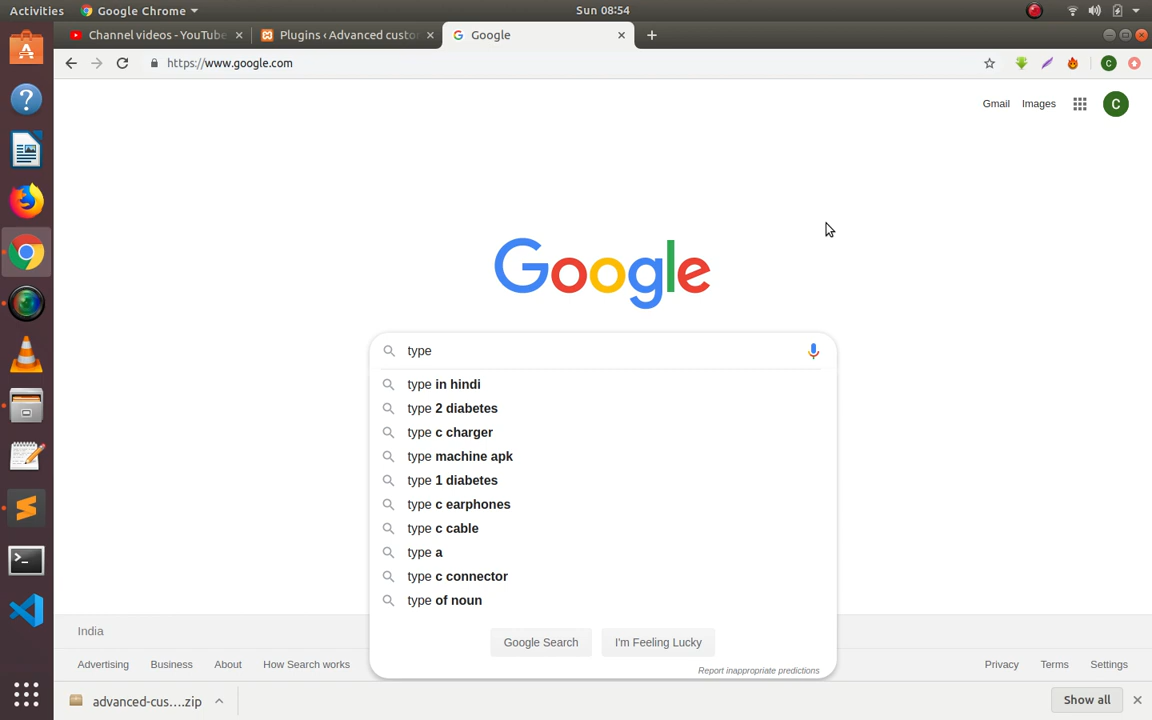 Activities
Google Chrome
Sun 08:54
Channel videos - YouTube
Plugins ‹ Advanced custom
Google
https://www.google.com
C
Gmail
Images
C
Google
type
type in hindi
type 2 diabetes
type c charger
type machine apk
type 1 diabetes
type c earphones
type c cable
type a
type c connector
type of noun
Google Search
I'm Feeling Lucky
Report inappropriate predictions
India
Advertising
Business
About
How Search works
Privacy
Terms
Settings
advanced-cus....zip
Show all